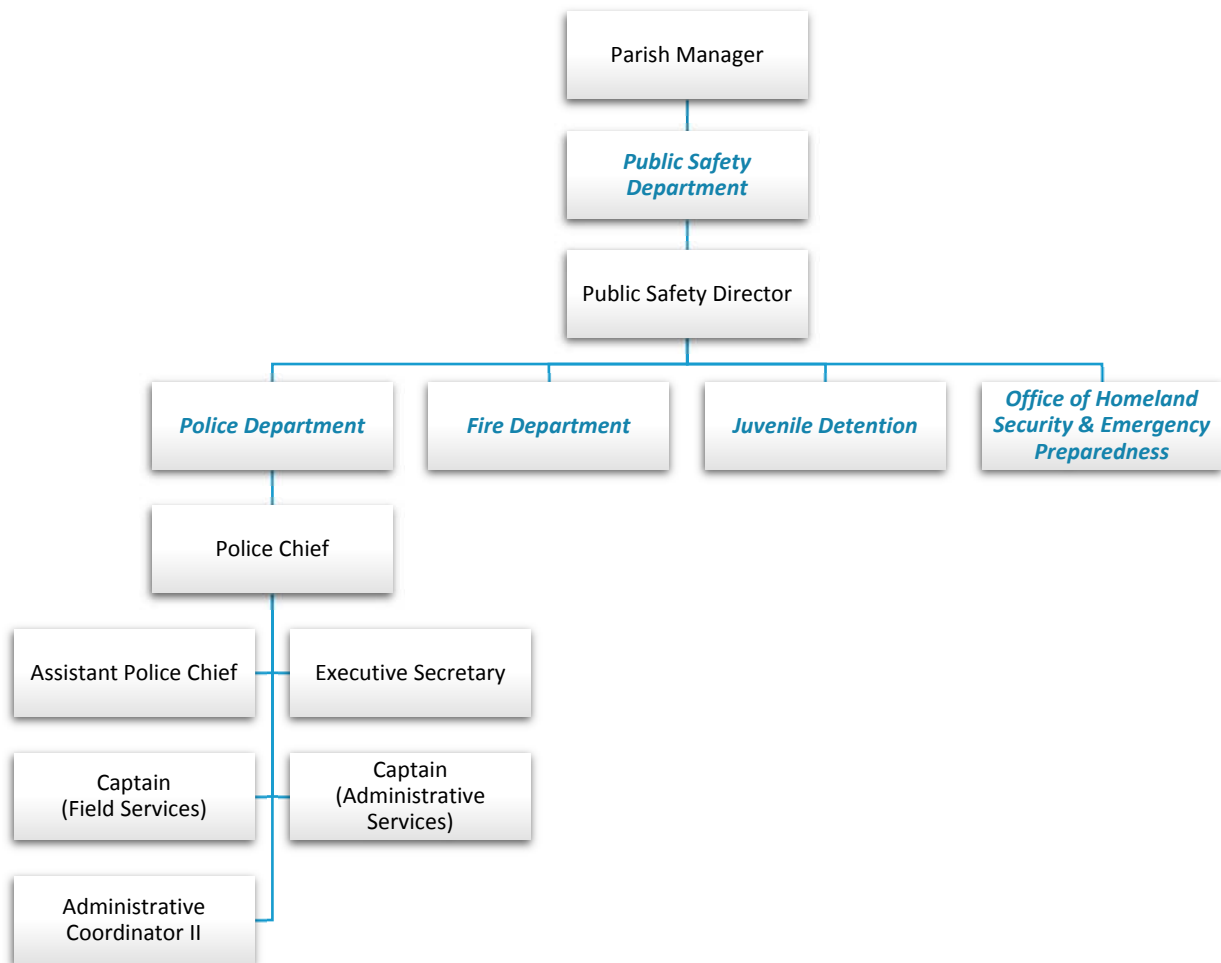 Parish Manager
Public Safety
Department
Public Safety Director
Police Department
Fire Department
Juvenile Detention
Office of Homeland
Security & Emergency
Preparedness
Police Chief
Assistant Police Chief
Executive Secretary
Captain
(Field Services)
Captain
(Administrative
Services)
Administrative
Coordinator II